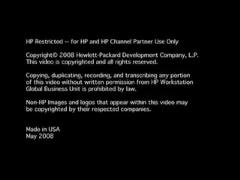 HP Restricted -- for HP and HP Channel Partner Use Only
Copyright© 2008 Hewlett-Packard Development Company, L.P.
This video is copyrighted and all rights reserved.
Copying, duplicating, recording, and transcribing any portion
of this video without written permission from HP Workstation
Global Business Unit is prohibited by law.
Non-HP Images and logos that appear within this video may
be copyrighted by their respected companies.
Made in USA
May 2008